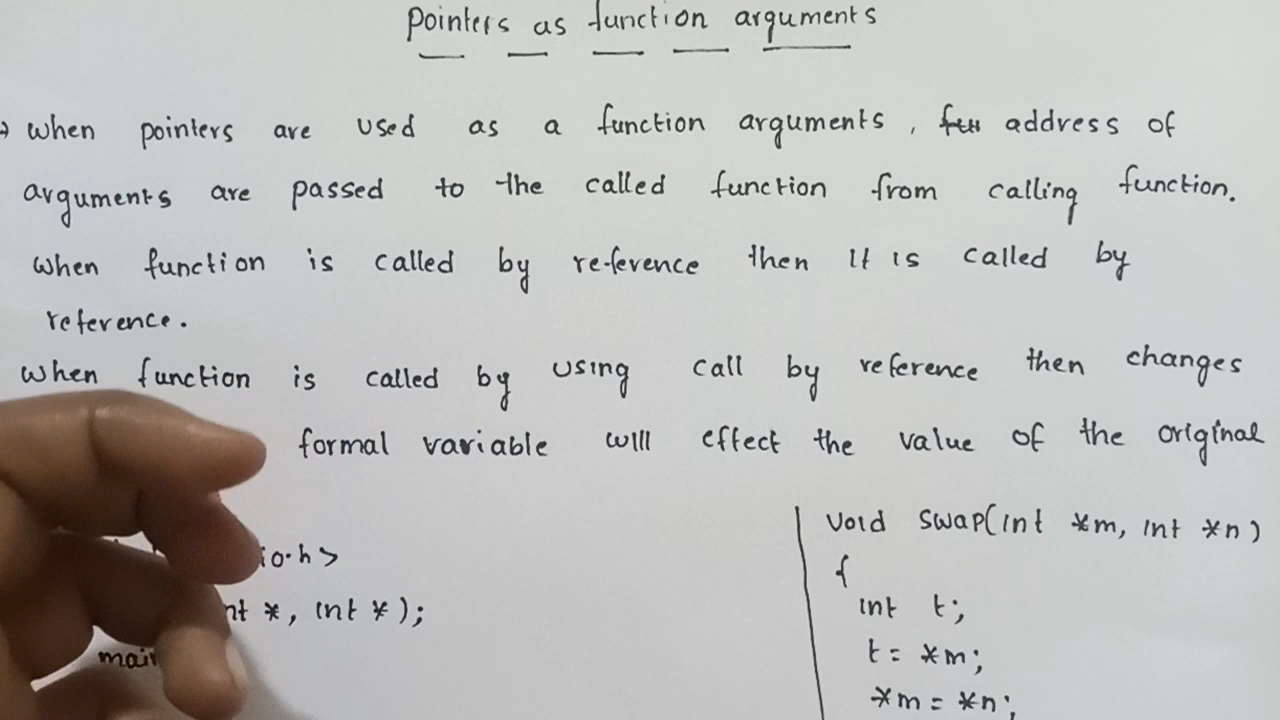 Pointers as function arguments
→ when pointers are used as a function arguments, address of
arguments are passed to the called function from calling function.
when function is called by reference then it is called by
reference.
when function is called by using call by reference then changes
formal variable will effect the value of the original
io.h>
nt *, int *);
main
void swap(int *m, int *n)
{
int t;
t = *m;
*m = *n;